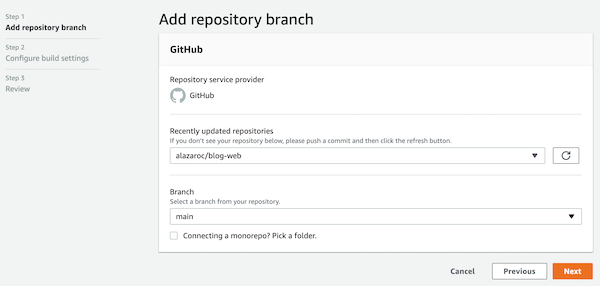 Step 1
Add repository branch
Step 2
Configure build settings
Step 3
Review
Add repository branch
GitHub
Repository service provider
GitHub
Recently updated repositories
If you don't see your repository below, please push a commit and then click the refresh button.
alazaroc/blog-web
Branch
Select a branch from your repository.
main
Connecting a monorepo? Pick a folder.
Cancel
Previous
Next